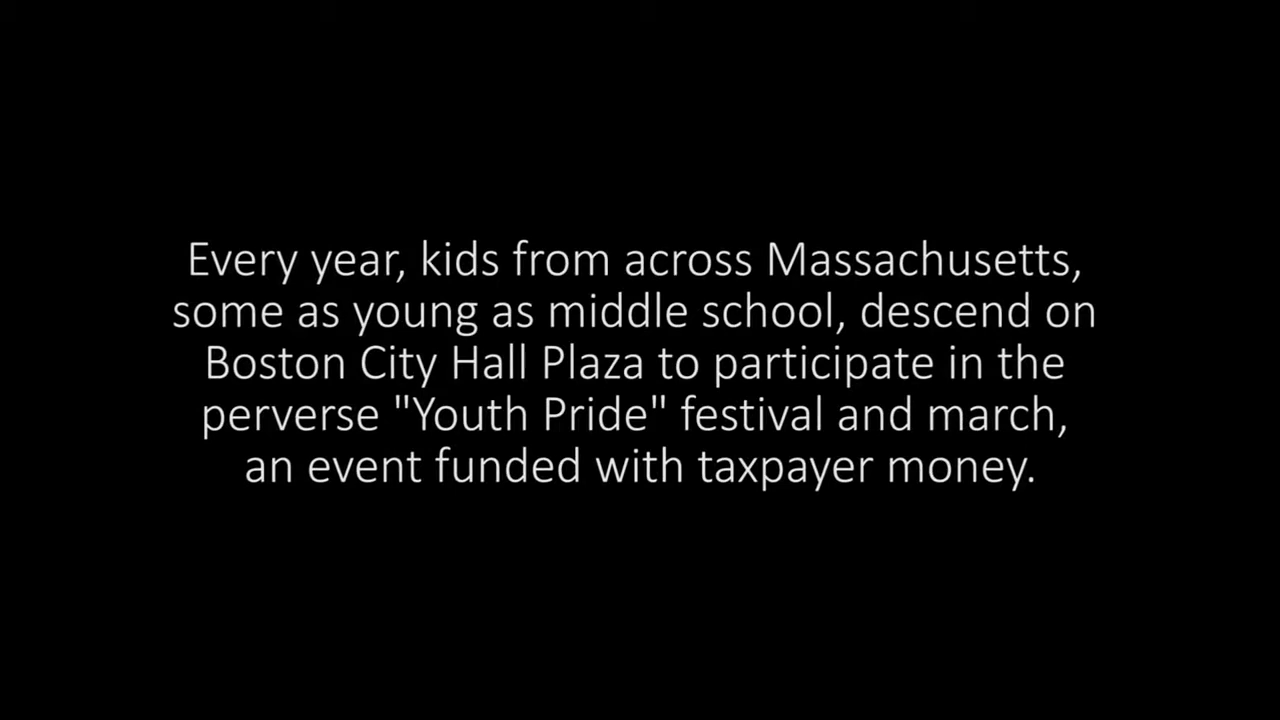 Every year, kids from across Massachusetts,
some as young as middle school, descend on
Boston City Hall Plaza to participate in the
perverse "Youth Pride" festival and march,
an event funded with taxpayer money.